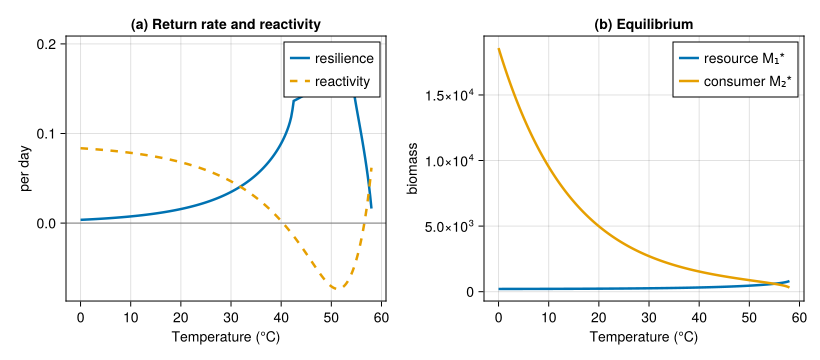 (a) Return rate and reactivity
0.2
0.1
0.0
per day
resilience
reactivity
0 10 20 30 40 50 60
Temperature (°C)
(b) Equilibrium
1.5×10⁴
1.0×10⁴
5.0×10³
0
biomass
resource M₁*
consumer M₂*
0 10 20 30 40 50 60
Temperature (°C)